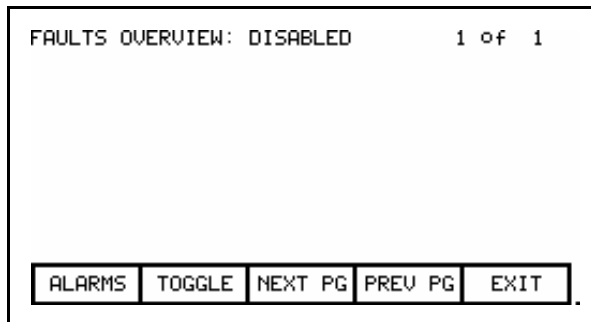 FAULTS OVERVIEW: DISABLED 1 of 1
ALARMS TOGGLE NEXT PG PREV PG EXIT